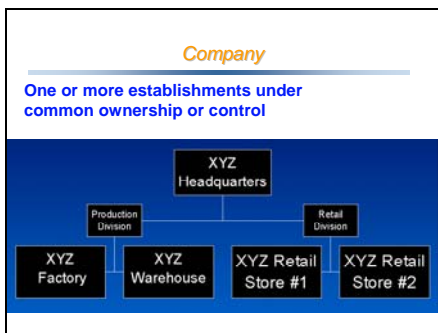 Company
One or more establishments under
common ownership or control
XYZ
Headquarters
Production
Division
Retail
Division
XYZ
Factory
XYZ
Warehouse
XYZ Retail
Store #1
XYZ Retail
Store #2